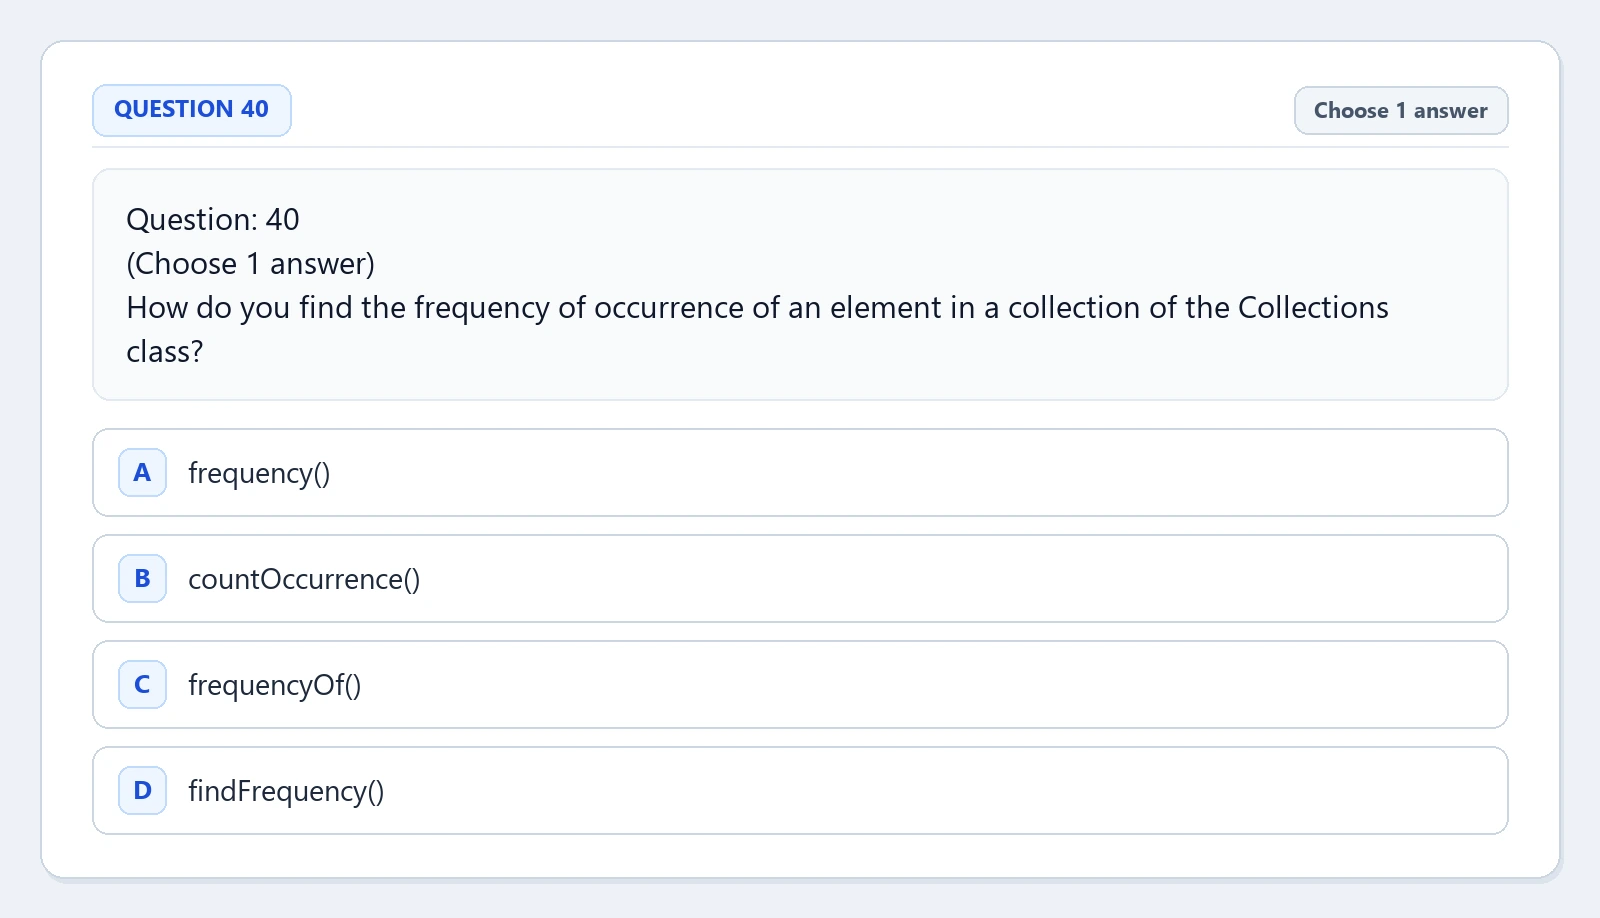 QUESTION 40
Choose 1 answer
Question: 40
(Choose 1 answer)
How do you find the frequency of occurrence of an element in a collection of the Collections
class?
A frequency()
B countOccurrence()
C frequencyOf()
D findFrequency()